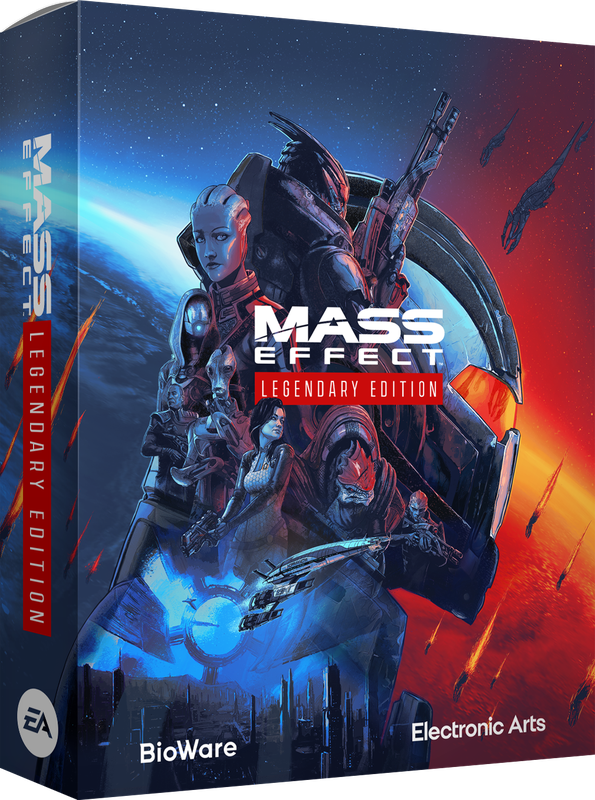 MASS
EFFECT
LEGENDARY EDITION
EA
MASS
EFFECT
LEGENDARY EDITION
BioWare
Electronic Arts